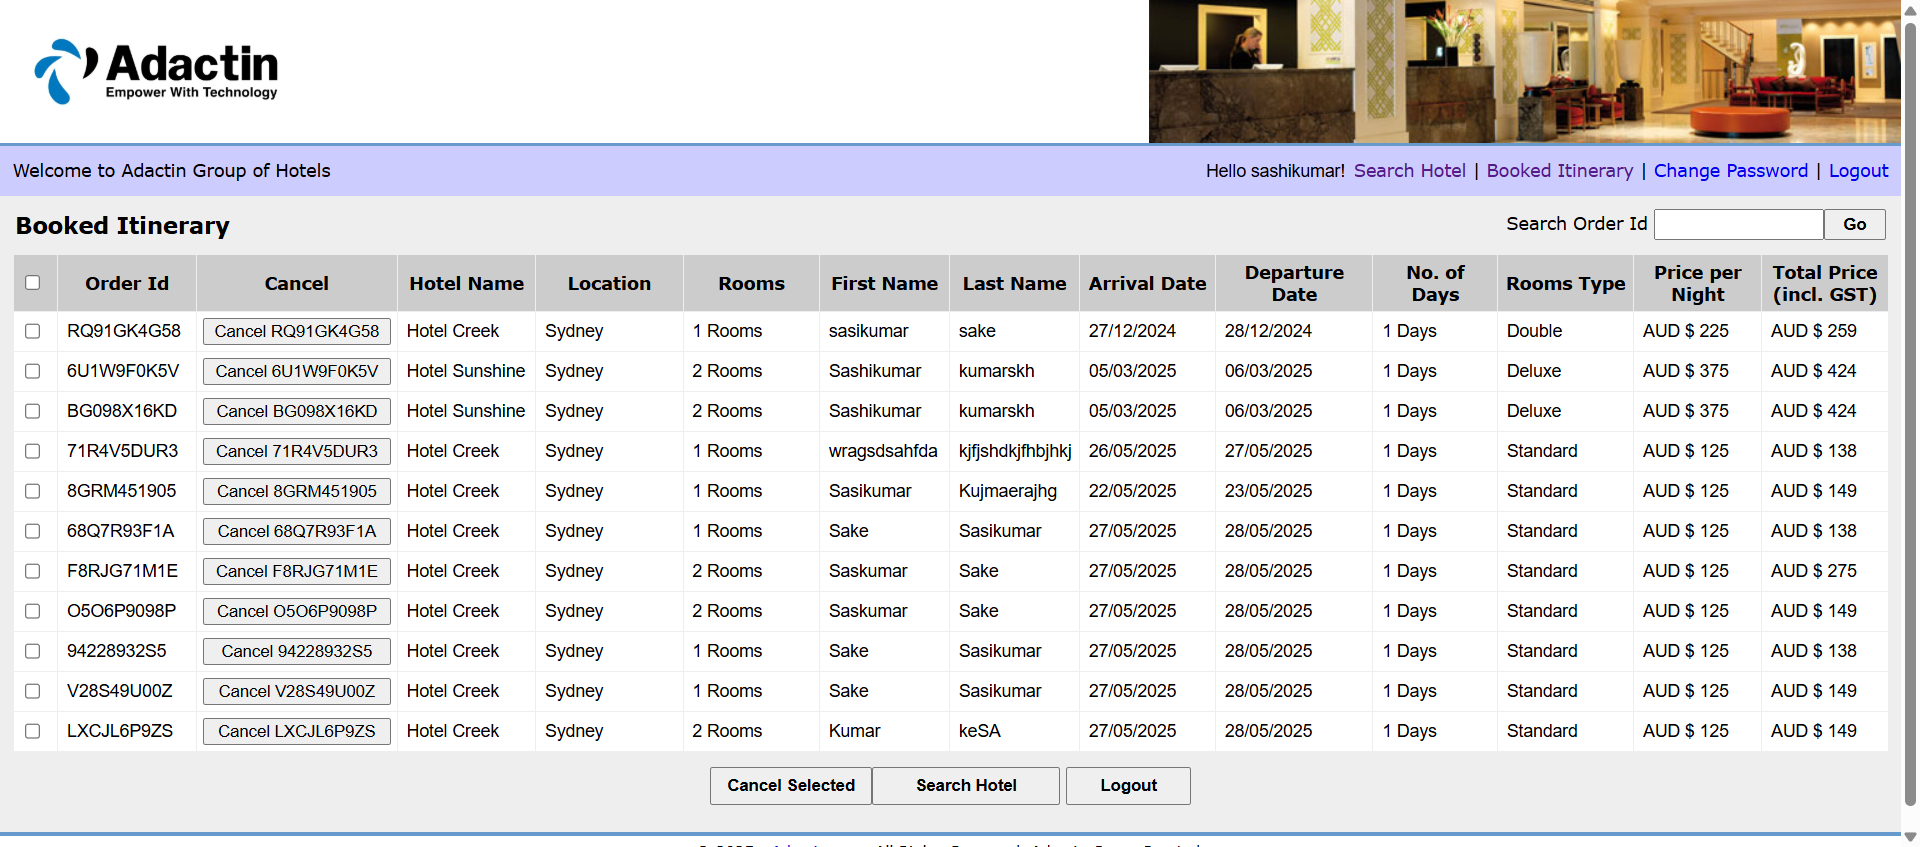 Adactin
Empower With Technology
Welcome to Adactin Group of Hotels
Hello sashikumar! Search Hotel | Booked Itinerary | Change Password | Logout
Booked Itinerary
Search Order Id Go
Order Id Cancel Hotel Name Location Rooms First Name Last Name Arrival Date Departure Date No. of Days Rooms Type Price per Night Total Price (incl. GST)
RQ91GK4G58 Cancel RQ91GK4G58 Hotel Creek Sydney 1 Rooms sasikumar sake 27/12/2024 28/12/2024 1 Days Double AUD $ 225 AUD $ 259
6U1W9F0K5V Cancel 6U1W9F0K5V Hotel Sunshine Sydney 2 Rooms Sashikumar kumarskh 05/03/2025 06/03/2025 1 Days Deluxe AUD $ 375 AUD $ 424
BG098X16KD Cancel BG098X16KD Hotel Sunshine Sydney 2 Rooms Sashikumar kumarskh 05/03/2025 06/03/2025 1 Days Deluxe AUD $ 375 AUD $ 424
71R4V5DUR3 Cancel 71R4V5DUR3 Hotel Creek Sydney 1 Rooms wragsdsahfda kjfjshdkjfhbjhkj 26/05/2025 27/05/2025 1 Days Standard AUD $ 125 AUD $ 138
8GRM451905 Cancel 8GRM451905 Hotel Creek Sydney 1 Rooms Sasikumar Kujmaerajhg 22/05/2025 23/05/2025 1 Days Standard AUD $ 125 AUD $ 149
68Q7R93F1A Cancel 68Q7R93F1A Hotel Creek Sydney 1 Rooms Sake Sasikumar 27/05/2025 28/05/2025 1 Days Standard AUD $ 125 AUD $ 138
F8RJG71M1E Cancel F8RJG71M1E Hotel Creek Sydney 2 Rooms Saskumar Sake 27/05/2025 28/05/2025 1 Days Standard AUD $ 125 AUD $ 275
O5O6P9098P Cancel O5O6P9098P Hotel Creek Sydney 2 Rooms Saskumar Sake 27/05/2025 28/05/2025 1 Days Standard AUD $ 125 AUD $ 149
94228932S5 Cancel 94228932S5 Hotel Creek Sydney 1 Rooms Sake Sasikumar 27/05/2025 28/05/2025 1 Days Standard AUD $ 125 AUD $ 138
V28S49U00Z Cancel V28S49U00Z Hotel Creek Sydney 1 Rooms Sake Sasikumar 27/05/2025 28/05/2025 1 Days Standard AUD $ 125 AUD $ 149
LXCJL6P9ZS Cancel LXCJL6P9ZS Hotel Creek Sydney 2 Rooms Kumar keSA 27/05/2025 28/05/2025 1 Days Standard AUD $ 125 AUD $ 149
Cancel Selected Search Hotel Logout